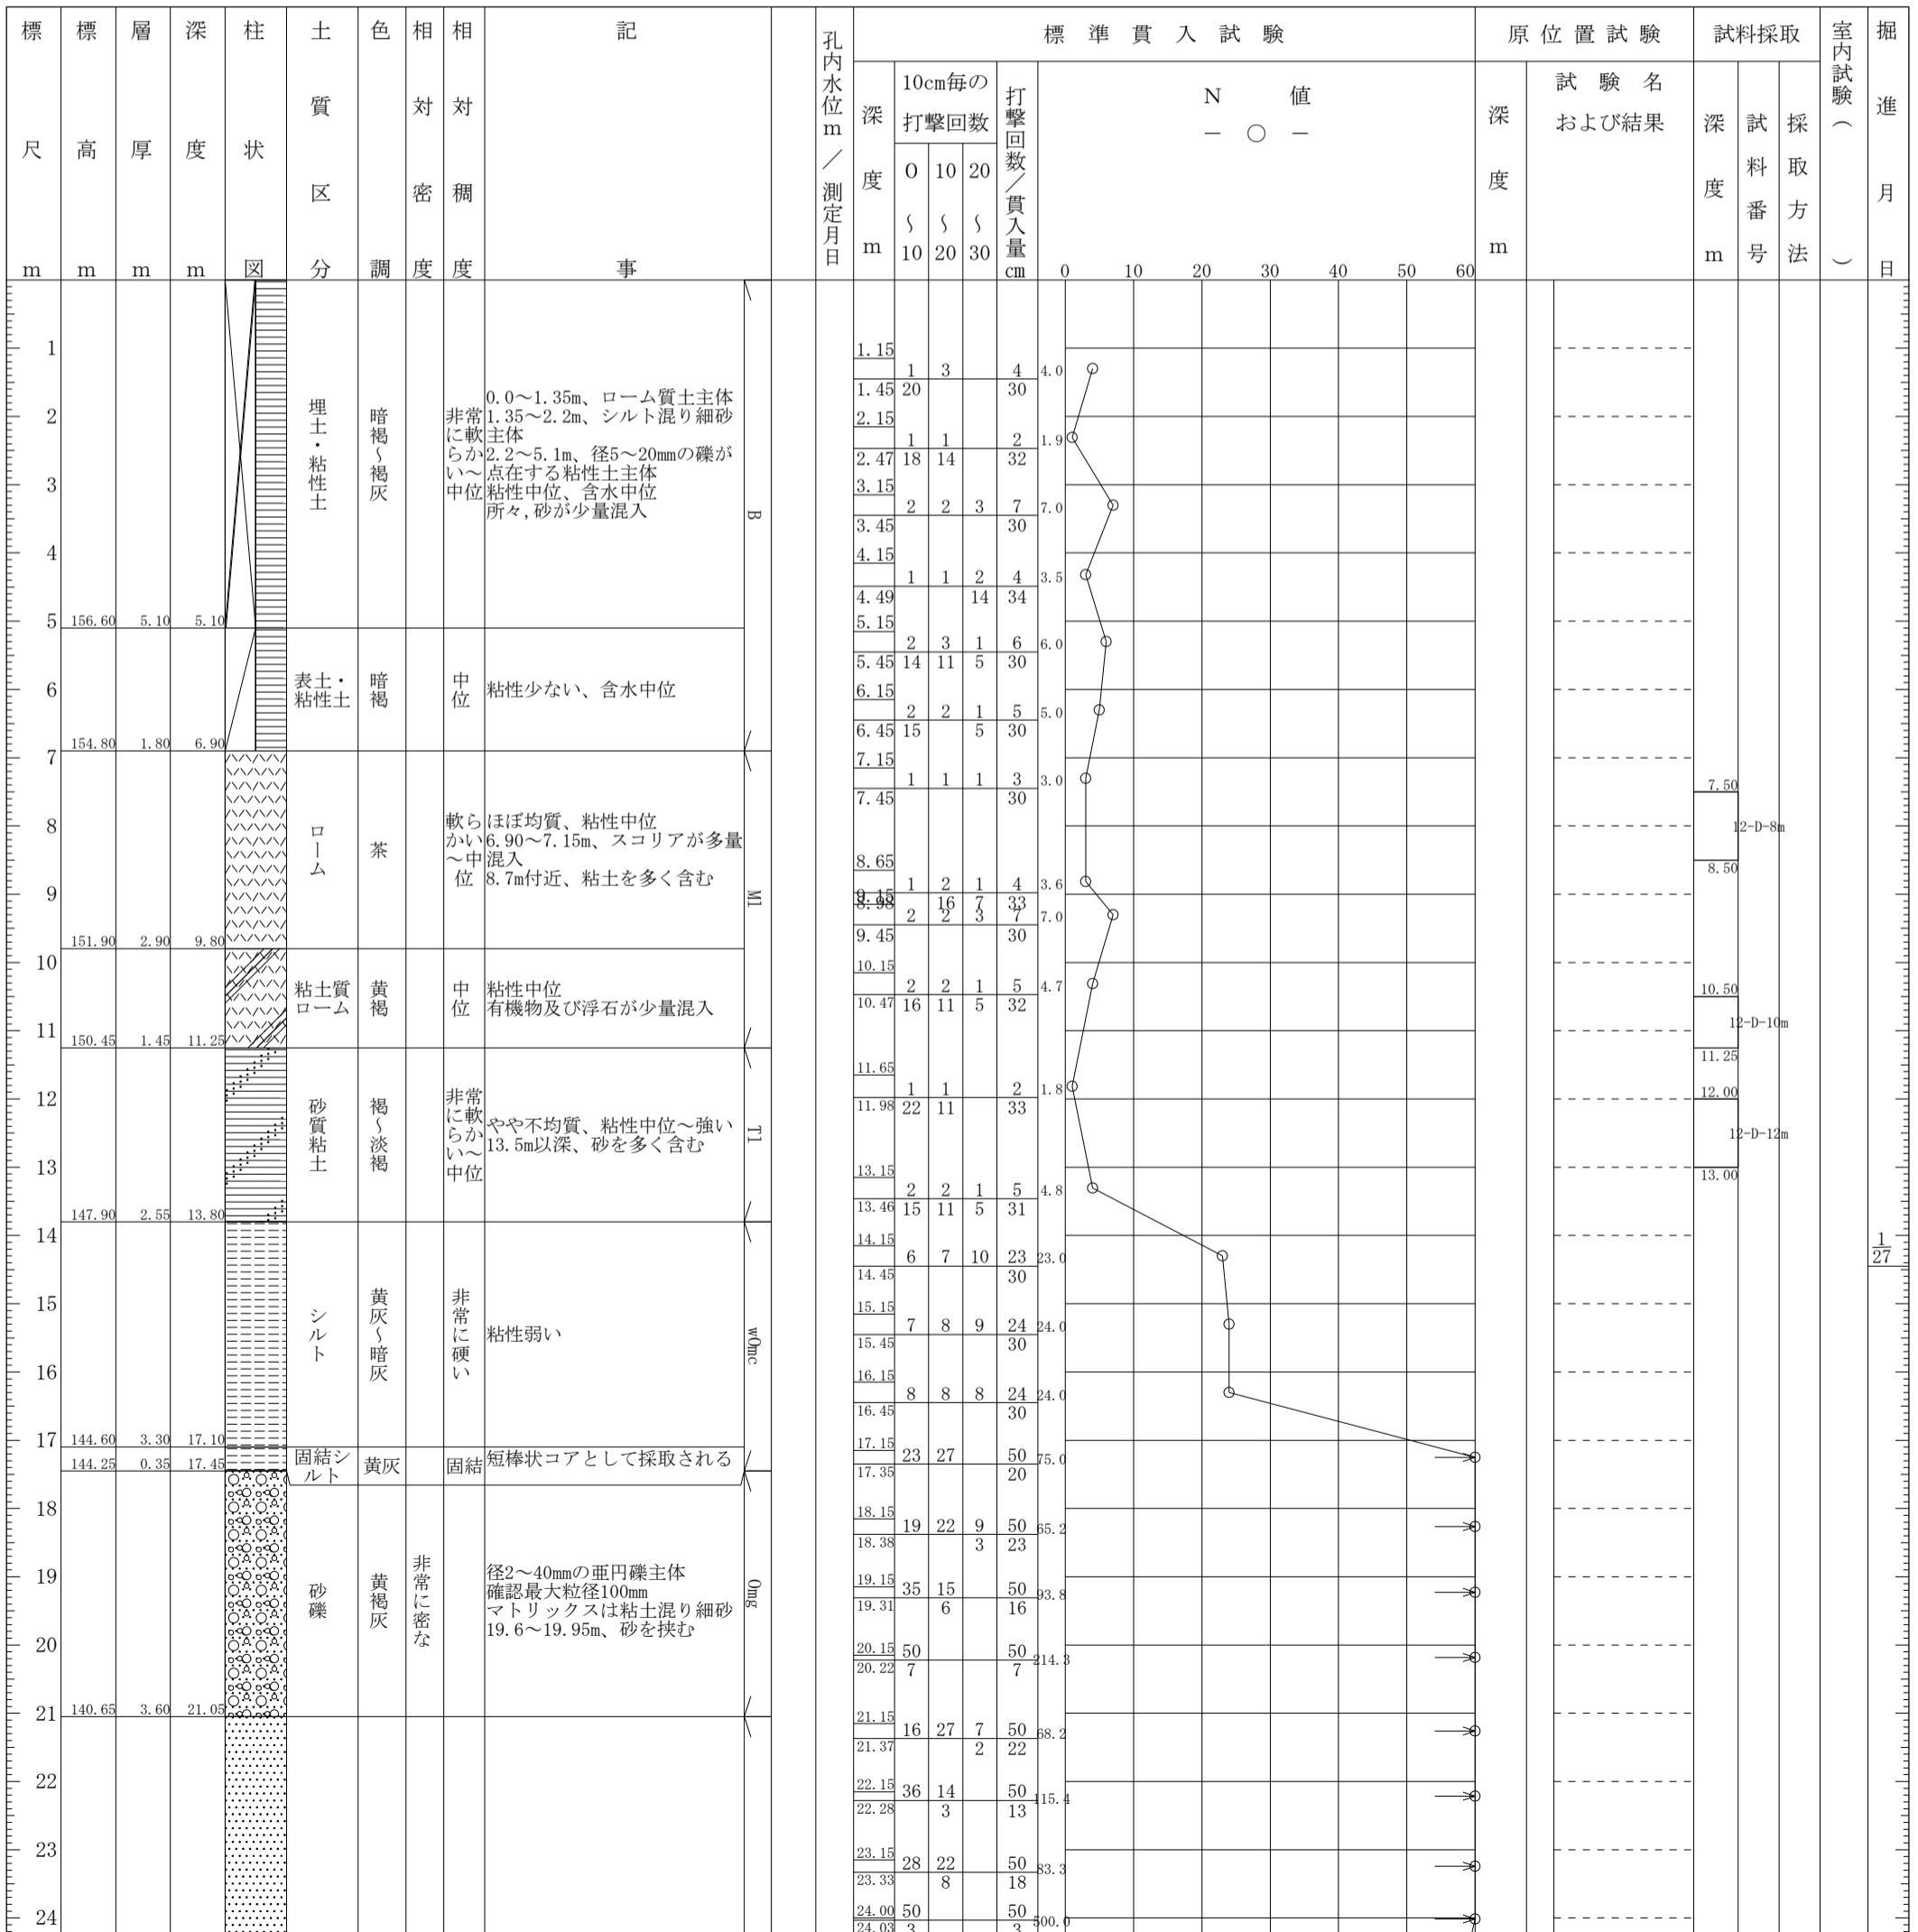 標尺 m
標高 m
層厚 m
深度 m
柱状図
土質区分
色調
相対密度
相対稠度
記事
孔内水位m／測定月日
標準貫入試験
深度 m
10cm毎の
打撃回数
0 〜 10
10 〜 20
20 〜 30
打撃回数／貫入量 cm
N 値
－ ○ －
0 10 20 30 40 50 60
原位置試験
深度 m
試験名
および結果
試料採取
深度 m
試料番号
採取方法
室内試験（ ）
掘進月日
1
2
3
4
5
6
7
8
9
10
11
12
13
14
15
16
17
18
19
20
21
22
23
24
156.60 5.10 5.10
埋土・粘性土
暗褐〜褐灰
非常
に軟
らか
い〜
中位
0.0〜1.35m、ローム質土主体
1.35〜2.2m、シルト混り細砂
主体
2.2〜5.1m、径5〜20mmの礫が
点在する粘性土主体
粘性中位、含水中位
所々,砂が少量混入
B
154.80 1.80 6.90
表土・
粘性土
暗褐
中位
粘性少ない、含水中位
151.90 2.90 9.80
ローム
茶
軟ら
かい
〜中
位
ほぼ均質、粘性中位
6.90〜7.15m、スコリアが多量
混入
8.7m付近、粘土を多く含む
Ml
150.45 1.45 11.25
粘土質
ローム
黄褐
中位
粘性中位
有機物及び浮石が少量混入
147.90 2.55 13.80
砂質粘土
褐〜淡褐
非常
に軟
らか
い〜
中位
やや不均質、粘性中位〜強い
13.5m以深、砂を多く含む
Tl
144.60 3.30 17.10
シルト
黄灰〜暗灰
非常に硬い
粘性弱い
wOmc
144.25 0.35 17.45
固結シ
ルト
黄灰
固結
短棒状コアとして採取される
140.65 3.60 21.05
砂礫
黄褐灰
非常に密な
径2〜40mmの亜円礫主体
確認最大粒径100mm
マトリックスは粘土混り細砂
19.6〜19.95m、砂を挟む
Omg
1.15
1 3 4 4.0
1.45 20 30
2.15
1 1 2 1.9
2.47 18 14 32
3.15
2 2 3 7 7.0
3.45 30
4.15
1 1 2 4 3.5
4.49 14 34
5.15
2 3 1 6 6.0
5.45 14 11 5 30
6.15
2 2 1 5 5.0
6.45 15 5 30
7.15
1 1 1 3 3.0
7.45 30
8.65
1 2 1 4 3.6
8.98 16 7 33
9.15
2 2 3 7 7.0
9.45 30
10.15
2 2 1 5 4.7
10.47 16 11 5 32
11.65
1 1 2 1.8
11.98 22 11 33
13.15
2 2 1 5 4.8
13.46 15 11 5 31
14.15
6 7 10 23 23.0
14.45 30
15.15
7 8 9 24 24.0
15.45 30
16.15
8 8 8 24 24.0
16.45 30
17.15
23 27 50 75.0
17.35 20
18.15
19 22 9 50 65.2
18.38 3 23
19.15
35 15 50 93.8
19.31 6 16
20.15
50 50 214.3
20.22 7 7
21.15
16 27 7 50 68.2
21.37 2 22
22.15
36 14 50 115.4
22.28 3 13
23.15
28 22 50 83.3
23.33 8 18
24.00 50 50 500.0
24.03 3 3
7.50
12-D-8m
8.50
10.50
12-D-10m
11.25
12.00
12-D-12m
13.00
1
27